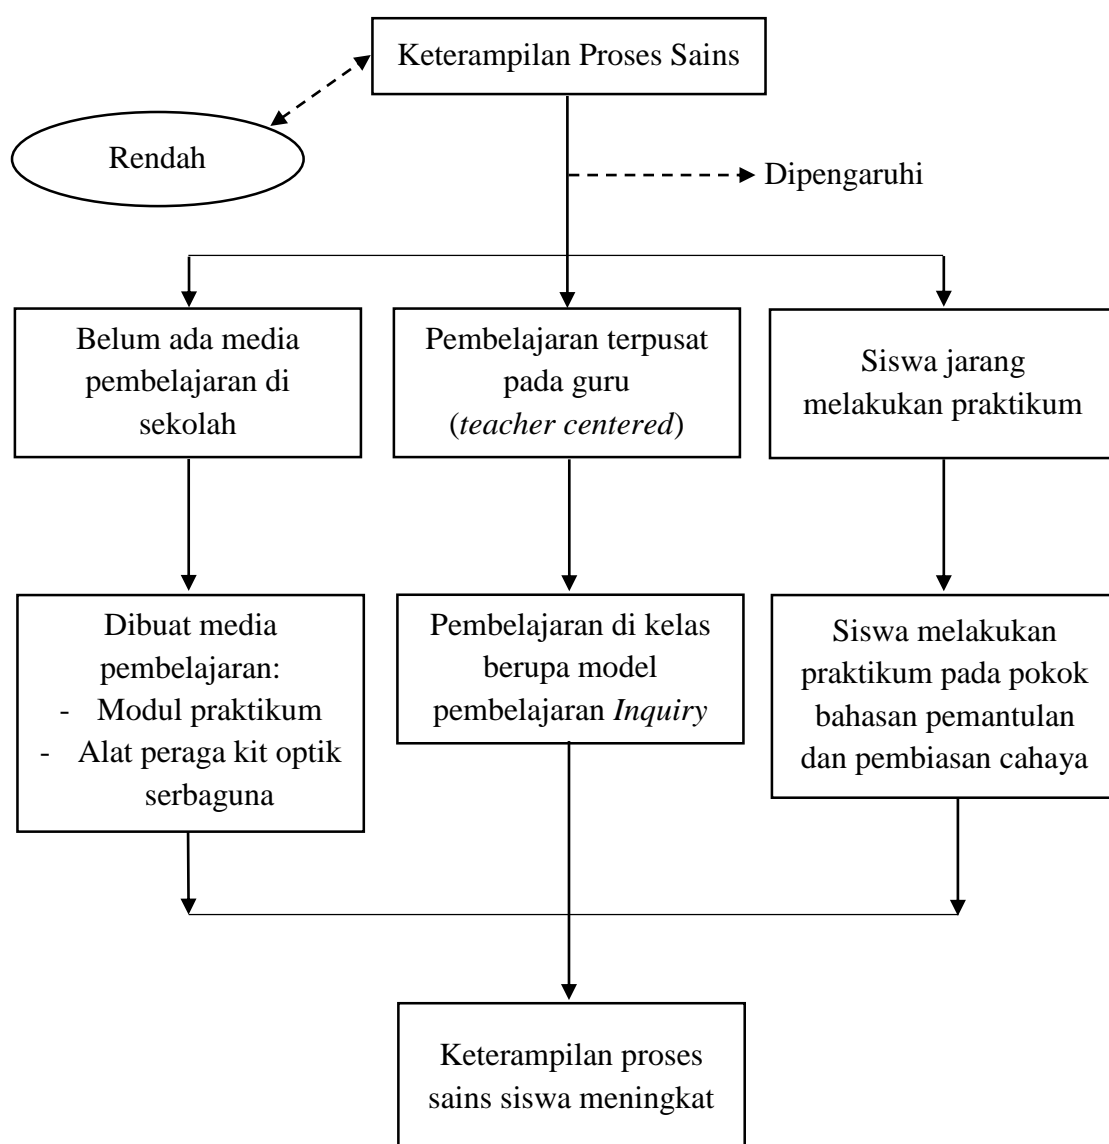 Keterampilan Proses Sains
Rendah
Dipengaruhi
Belum ada media
pembelajaran di
sekolah
Pembelajaran terpusat
pada guru
(teacher centered)
Siswa jarang
melakukan praktikum
Dibuat media
pembelajaran:
- Modul praktikum
- Alat peraga kit optik
serbaguna
Pembelajaran di kelas
berupa model
pembelajaran Inquiry
Siswa melakukan
praktikum pada pokok
bahasan pemantulan
dan pembiasan cahaya
Keterampilan proses
sains siswa meningkat